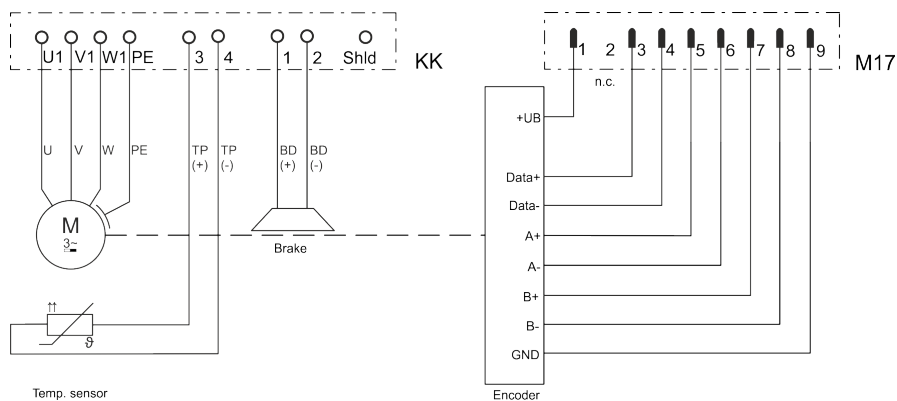 U1 V1 W1 PE 3 4 1 2 Shld KK
1 2 3 4 5 6 7 8 9 M17
n.c.
+UB
U V W PE TP TP BD BD
(+) (-) (+) (-)
Data+
Data-
M
3~
A+
Brake
A-
B+
↑↑
B-
ϑ
GND
Temp. sensor
Encoder